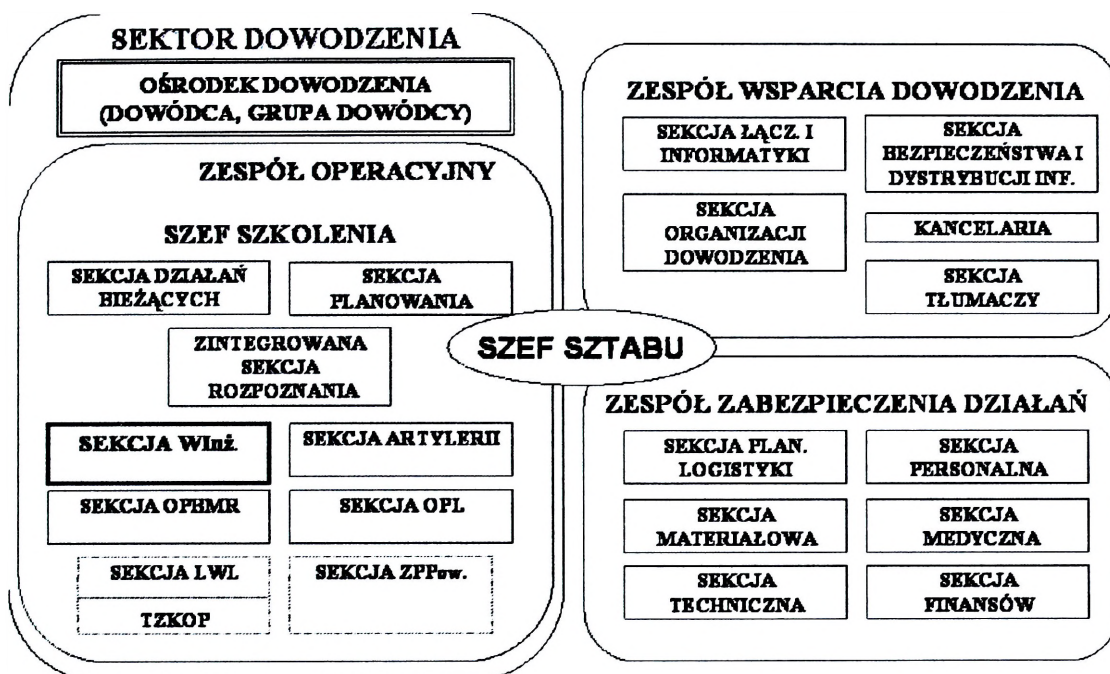 SEKTOR DOWODZENIA
OŚRODEK DOWODZENIA
(DOWÓDCA, GRUPA DOWÓDCY)
ZESPÓŁ OPERACYJNY
SZEF SZKOLENIA
SEKCJA DZIAŁAŃ
BIEŻĄCYCH
SEKCJA
PLANOWANIA
ZINTEGROWANA
SEKCJA
ROZPOZNANIA
SEKCJA WInż.
SEKCJA ARTYLERII
SEKCJA OPBMR
SEKCJA OPL
SEKCJA LWL
TZKOP
SEKCJA ZPPow.
SZEF SZTABU
ZESPÓŁ WSPARCIA DOWODZENIA
SEKCJA ŁĄCZ. I
INFORMATYKI
SEKCJA
BEZPIECZEŃSTWA I
DYSTRYBUCJI INF.
SEKCJA
ORGANIZACJI
DOWODZENIA
KANCELARIA
SEKCJA
TŁUMACZY
ZESPÓŁ ZABEZPIECZENIA DZIAŁAŃ
SEKCJA PLAN.
LOGISTYKI
SEKCJA
PERSONALNA
SEKCJA
MATERIAŁOWA
SEKCJA
MEDYCZNA
SEKCJA
TECHNICZNA
SEKCJA
FINANSÓW